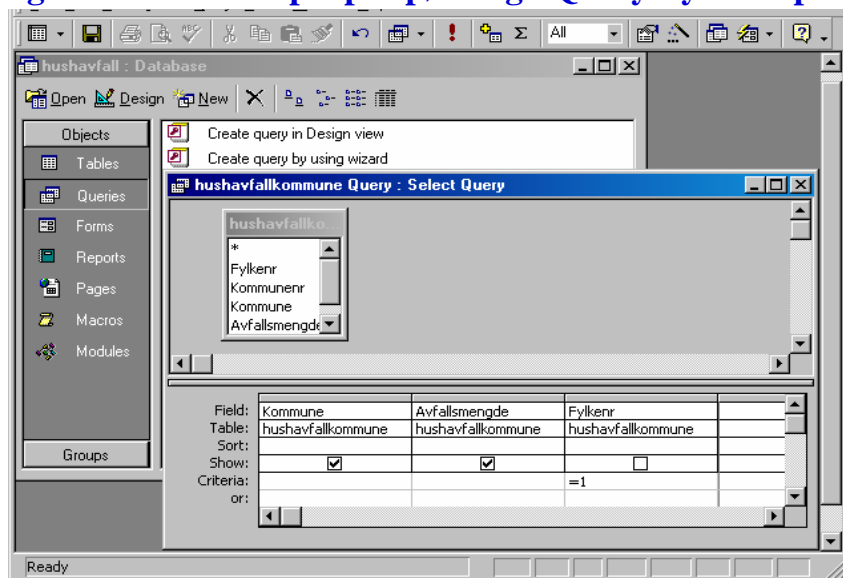 All
hushavfall : Database
Open Design New
Objects
Tables
Queries
Forms
Reports
Pages
Macros
Modules
Groups
Create query in Design view
Create query by using wizard
hushavfallkommune Query : Select Query
hushavfallko...
*
Fylkenr
Kommunenr
Kommune
Avfallsmengde
Field: Kommune Avfallsmengde Fylkenr
Table: hushavfallkommune hushavfallkommune hushavfallkommune
Sort:
Show:
Criteria: =1
or:
Ready